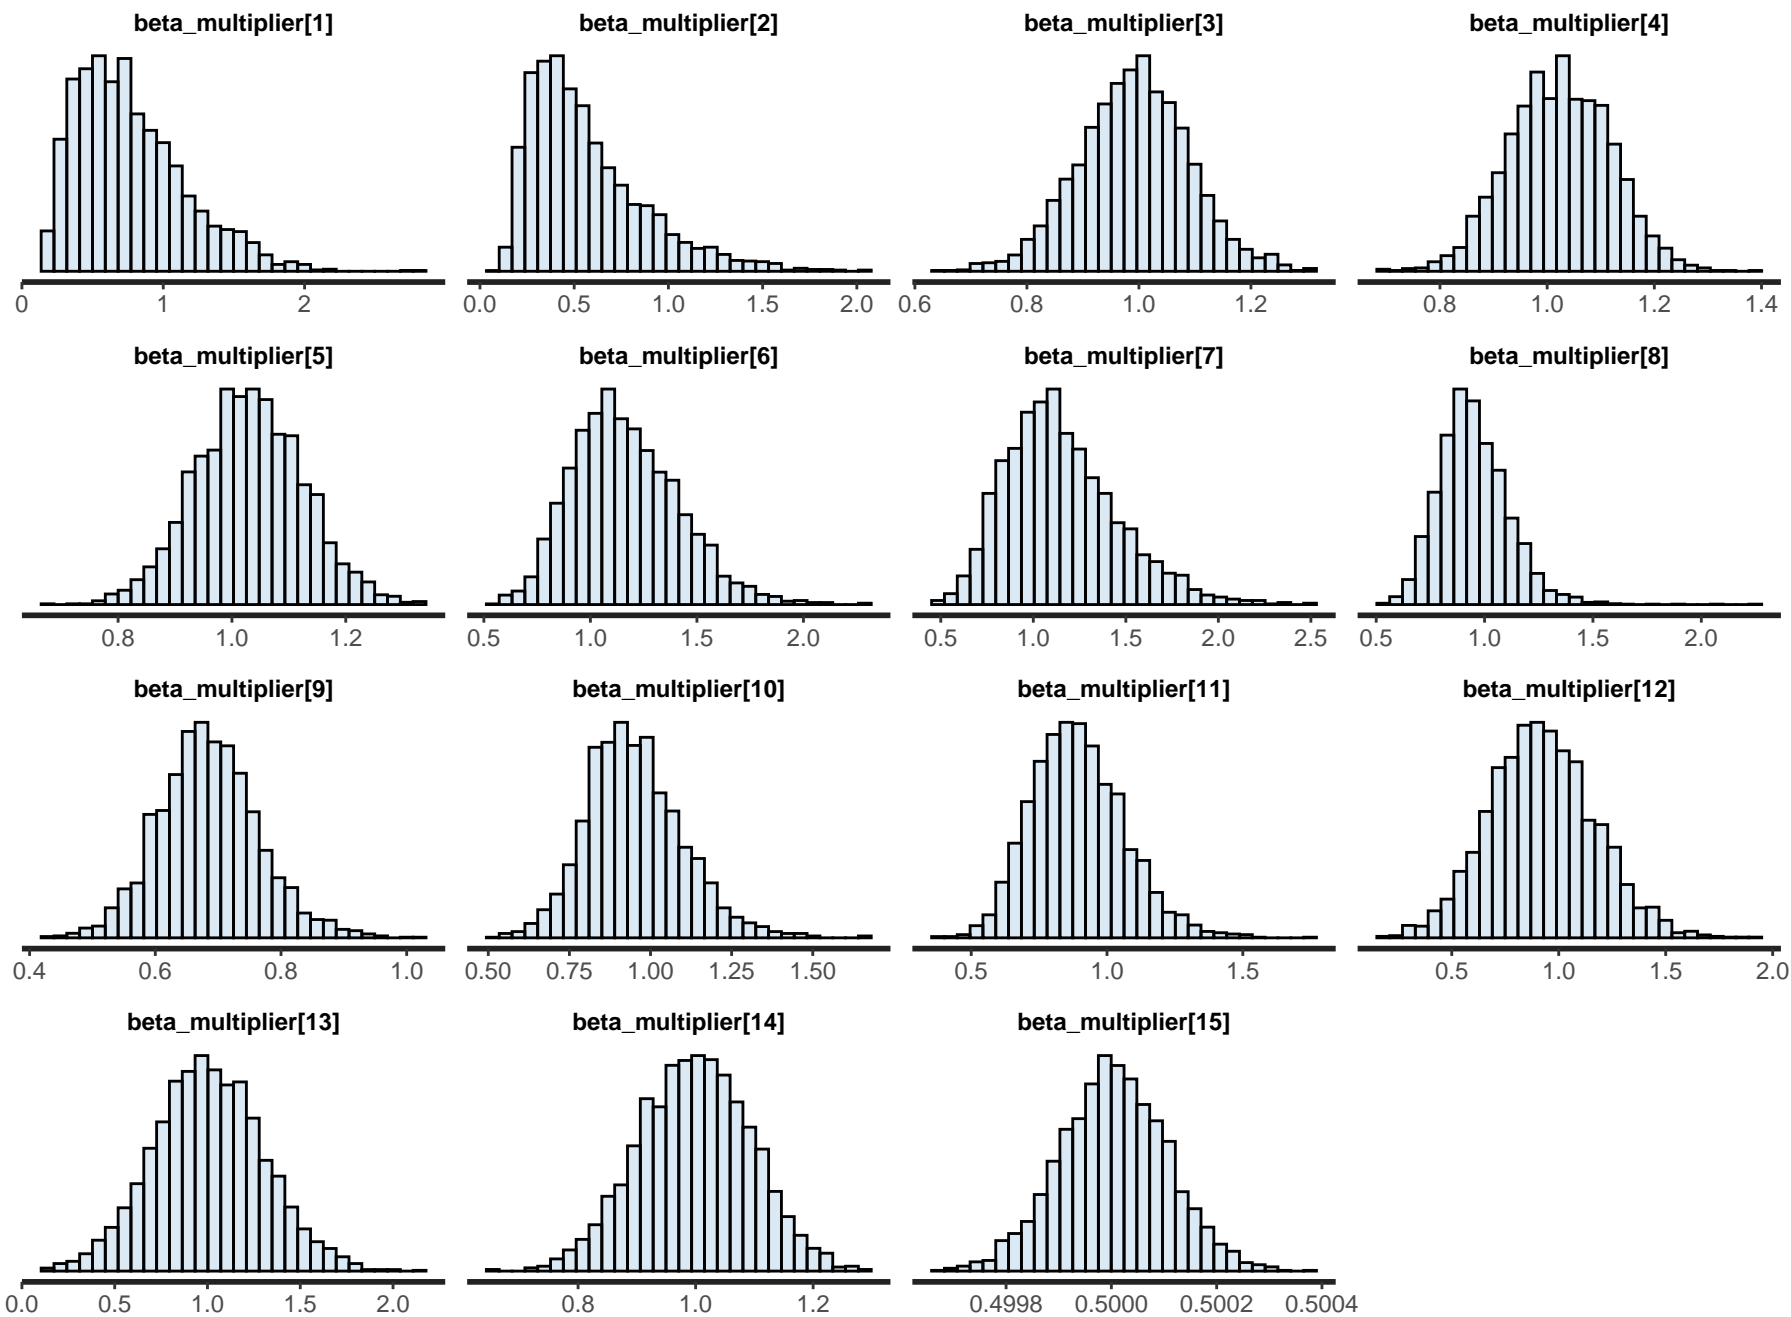 beta_multiplier[1] beta_multiplier[2] beta_multiplier[3] beta_multiplier[4]
0 1 2 0.0 0.5 1.0 1.5 2.0 0.6 0.8 1.0 1.2 0.8 1.0 1.2 1.4
beta_multiplier[5] beta_multiplier[6] beta_multiplier[7] beta_multiplier[8]
0.8 1.0 1.2 0.5 1.0 1.5 2.0 0.5 1.0 1.5 2.0 2.5 0.5 1.0 1.5 2.0
beta_multiplier[9] beta_multiplier[10] beta_multiplier[11] beta_multiplier[12]
0.4 0.6 0.8 1.0 0.50 0.75 1.00 1.25 1.50 0.5 1.0 1.5 0.5 1.0 1.5 2.0
beta_multiplier[13] beta_multiplier[14] beta_multiplier[15]
0.0 0.5 1.0 1.5 2.0 0.8 1.0 1.2 0.4998 0.5000 0.5002 0.5004